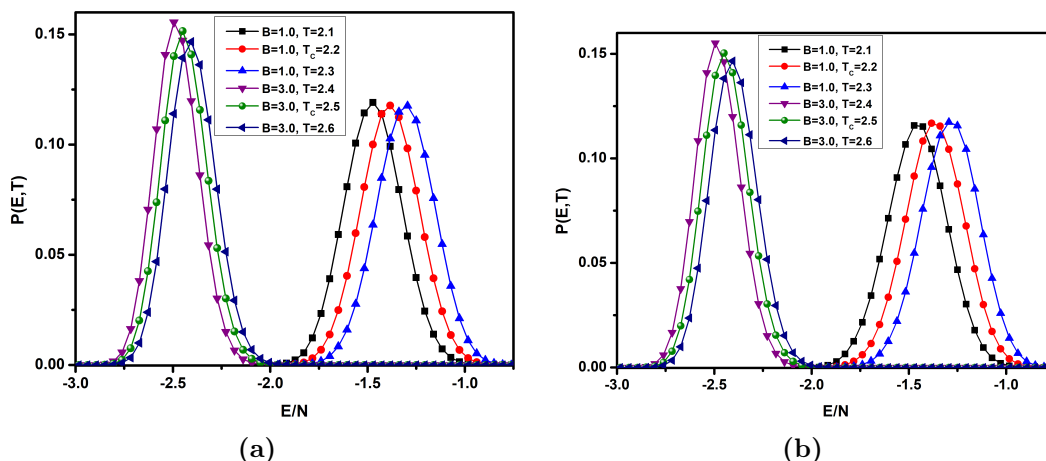 0.15
0.10
0.05
0.00
P(E,T)
B=1.0, T=2.1
B=1.0, T_C=2.2
B=1.0, T=2.3
B=3.0, T=2.4
B=3.0, T_C=2.5
B=3.0, T=2.6
-3.0 -2.5 -2.0 -1.5 -1.0
E/N
(a)
0.15
0.10
0.05
0.00
P(E,T)
B=1.0, T=2.1
B=1.0, T_C=2.2
B=1.0, T=2.3
B=3.0, T=2.4
B=3.0, T_C=2.5
B=3.0, T=2.6
-3.0 -2.5 -2.0 -1.5 -1.0
E/N
(b)